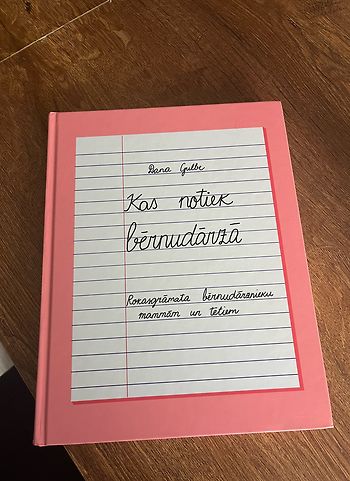 Dana Gulbe
Kas notiek
bērnudārzā
Rokasgrāmata bērnudārznieku
mammām un tētiem